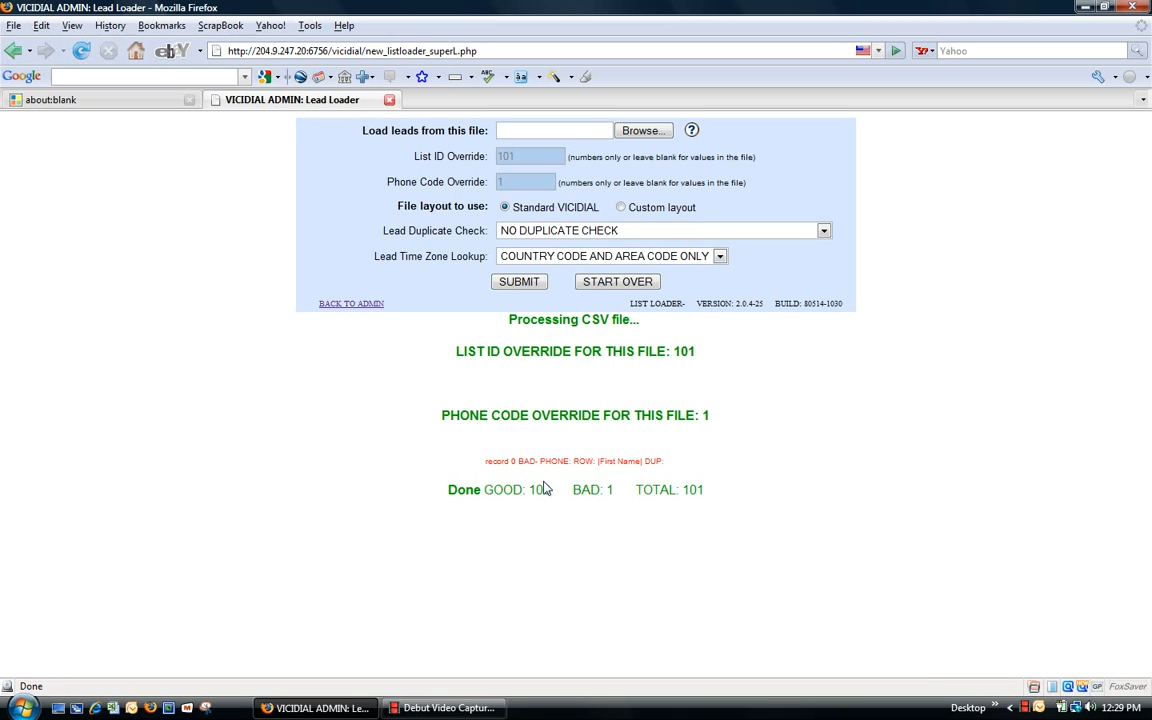 VICIDIAL ADMIN: Lead Loader - Mozilla Firefox
File Edit View History Bookmarks ScrapBook Yahoo! Tools Help
ebY http://204.9.247.20:6756/vicidial/new_listloader_superL.php Y! Yahoo
Google
about:blank VICIDIAL ADMIN: Lead Loader
Load leads from this file: Browse... ?
List ID Override: 101 (numbers only or leave blank for values in the file)
Phone Code Override: 1 (numbers only or leave blank for values in the file)
File layout to use: Standard VICIDIAL Custom layout
Lead Duplicate Check: NO DUPLICATE CHECK
Lead Time Zone Lookup: COUNTRY CODE AND AREA CODE ONLY
SUBMIT START OVER
BACK TO ADMIN LIST LOADER- VERSION: 2.0.4-25 BUILD: 80514-1030
Processing CSV file...
LIST ID OVERRIDE FOR THIS FILE: 101
PHONE CODE OVERRIDE FOR THIS FILE: 1
record 0 BAD- PHONE: ROW: |First Name| DUP:
Done GOOD: 10 BAD: 1 TOTAL: 101
Done FoxSaver
VICIDIAL ADMIN: Le... Debut Video Captur... Desktop » 12:29 PM